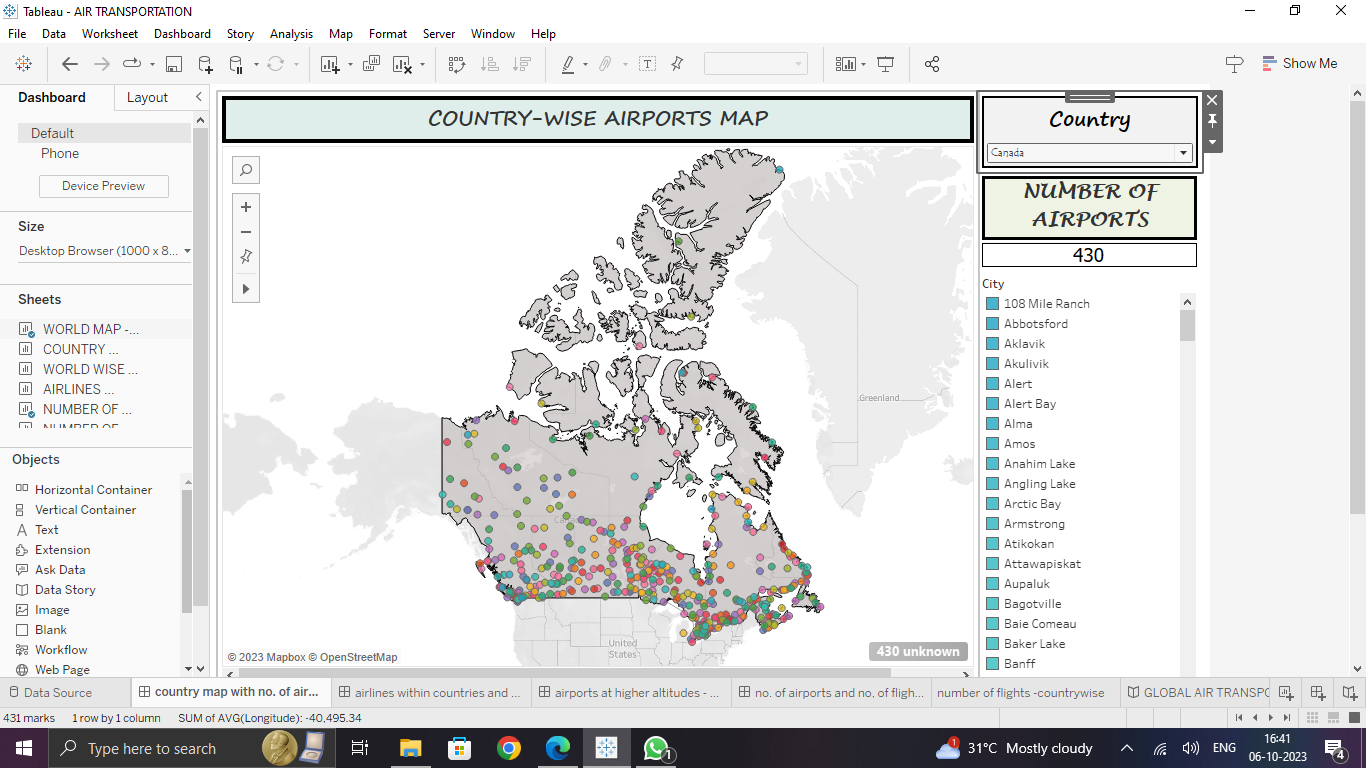 Tableau - AIR TRANSPORTATION
File Data Worksheet Dashboard Story Analysis Map Format Server Window Help
Show Me
Dashboard Layout
Default
Phone
Device Preview
Size
Desktop Browser (1000 x 8...
Sheets
WORLD MAP -...
COUNTRY ...
WORLD WISE ...
AIRLINES ...
NUMBER OF ...
Objects
Horizontal Container
Vertical Container
Text
Extension
Ask Data
Data Story
Image
Blank
Workflow
Web Page
COUNTRY-WISE AIRPORTS MAP
Greenland
United
States
© 2023 Mapbox © OpenStreetMap
430 unknown
Country
Canada
NUMBER OF
AIRPORTS
430
City
108 Mile Ranch
Abbotsford
Aklavik
Akulivik
Alert
Alert Bay
Alma
Amos
Anahim Lake
Angling Lake
Arctic Bay
Armstrong
Atikokan
Attawapiskat
Aupaluk
Bagotville
Baie Comeau
Baker Lake
Banff
Data Source country map with no. of air... airlines within countries and ... airports at higher altitudes - ... no. of airports and no, of fligh... number of flights -countrywise GLOBAL AIR TRANSPO
431 marks 1 row by 1 column SUM of AVG(Longitude): -40,495.34
Type here to search
1
1
31°C Mostly cloudy
ENG
16:41
06-10-2023
4